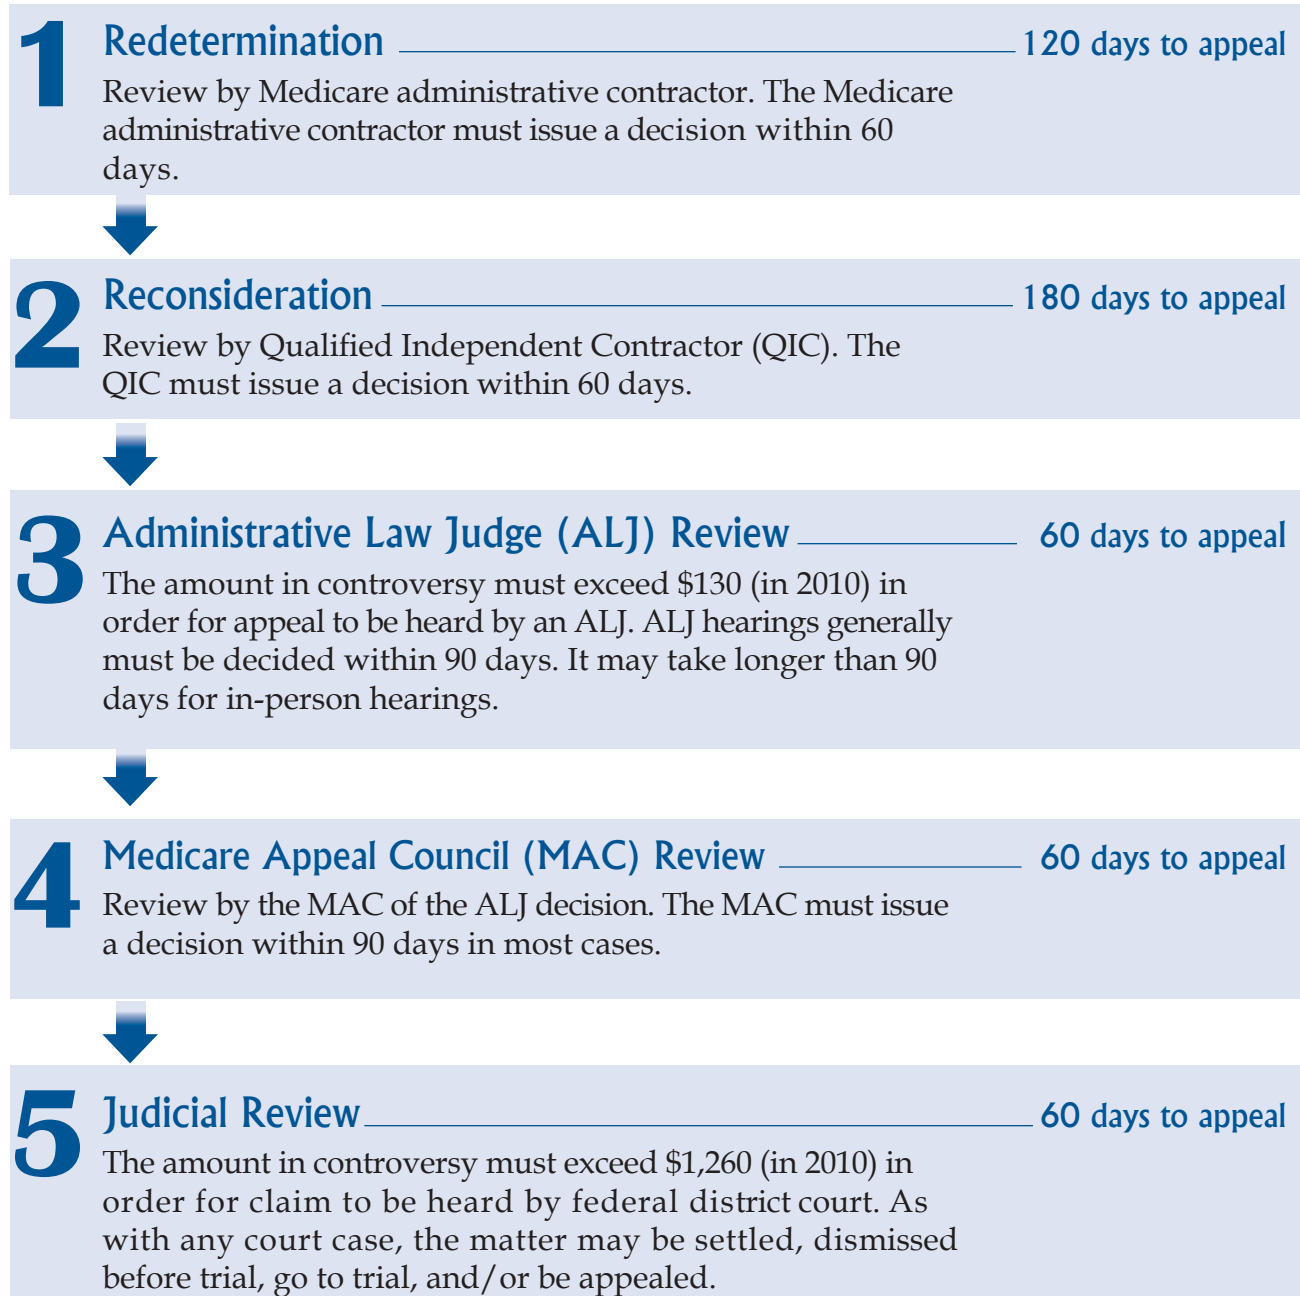 1 Redetermination 120 days to appeal
Review by Medicare administrative contractor. The Medicare
administrative contractor must issue a decision within 60
days.
2 Reconsideration 180 days to appeal
Review by Qualified Independent Contractor (QIC). The
QIC must issue a decision within 60 days.
3 Administrative Law Judge (ALJ) Review 60 days to appeal
The amount in controversy must exceed $130 (in 2010) in
order for appeal to be heard by an ALJ. ALJ hearings generally
must be decided within 90 days. It may take longer than 90
days for in-person hearings.
4 Medicare Appeal Council (MAC) Review 60 days to appeal
Review by the MAC of the ALJ decision. The MAC must issue
a decision within 90 days in most cases.
5 Judicial Review 60 days to appeal
The amount in controversy must exceed $1,260 (in 2010) in
order for claim to be heard by federal district court. As
with any court case, the matter may be settled, dismissed
before trial, go to trial, and/or be appealed.